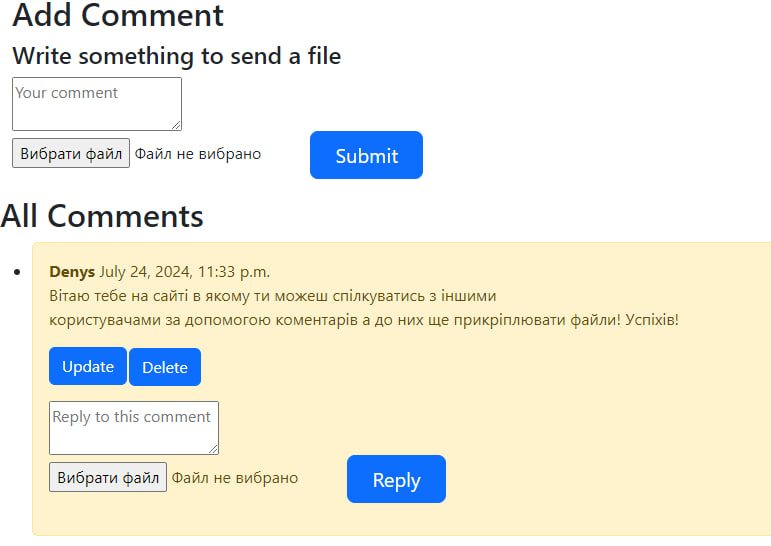 Add Comment
Write something to send a file
Your comment
Вибрати файл Файл не вибрано
Submit
All Comments
Denys July 24, 2024, 11:33 p.m.
Вітаю тебе на сайті в якому ти можеш спілкуватись з іншими
користувачами за допомогою коментарів а до них ще прикріплювати файли! Успіхів!
Update Delete
Reply to this comment
Вибрати файл Файл не вибрано
Reply